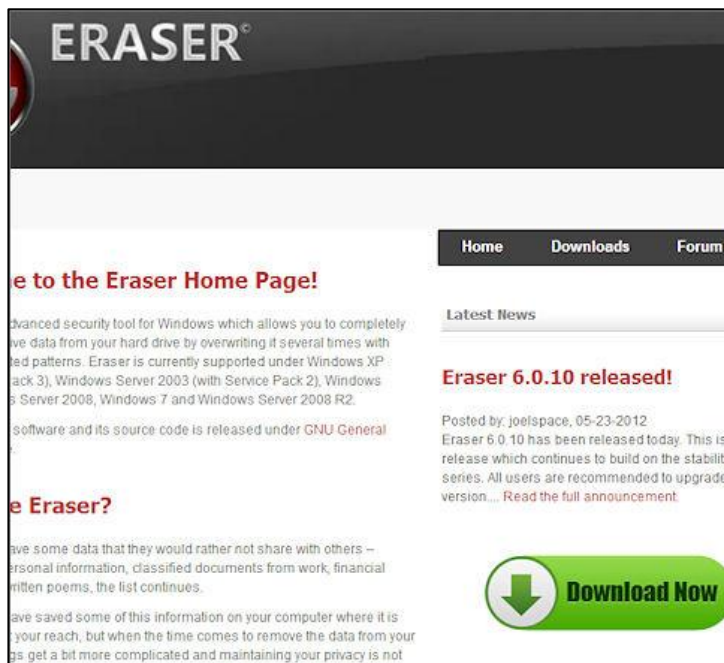 ERASER©
Home Downloads Forum
e to the Eraser Home Page!
dvanced security tool for Windows which allows you to completely
ve data from your hard drive by overwriting it several times with
ted patterns. Eraser is currently supported under Windows XP
ack 3), Windows Server 2003 (with Service Pack 2), Windows
s Server 2008, Windows 7 and Windows Server 2008 R2.
software and its source code is released under GNU General
e Eraser?
ave some data that they would rather not share with others –
ersonal information, classified documents from work, financial
written poems, the list continues.
ave saved some of this information on your computer where it is
your reach, but when the time comes to remove the data from your
gs get a bit more complicated and maintaining your privacy is not
Latest News
Eraser 6.0.10 released!
Posted by: joelspace, 05-23-2012
Eraser 6.0.10 has been released today. This is
release which continues to build on the stabilit
series. All users are recommended to upgrade
version.... Read the full announcement.
Download Now